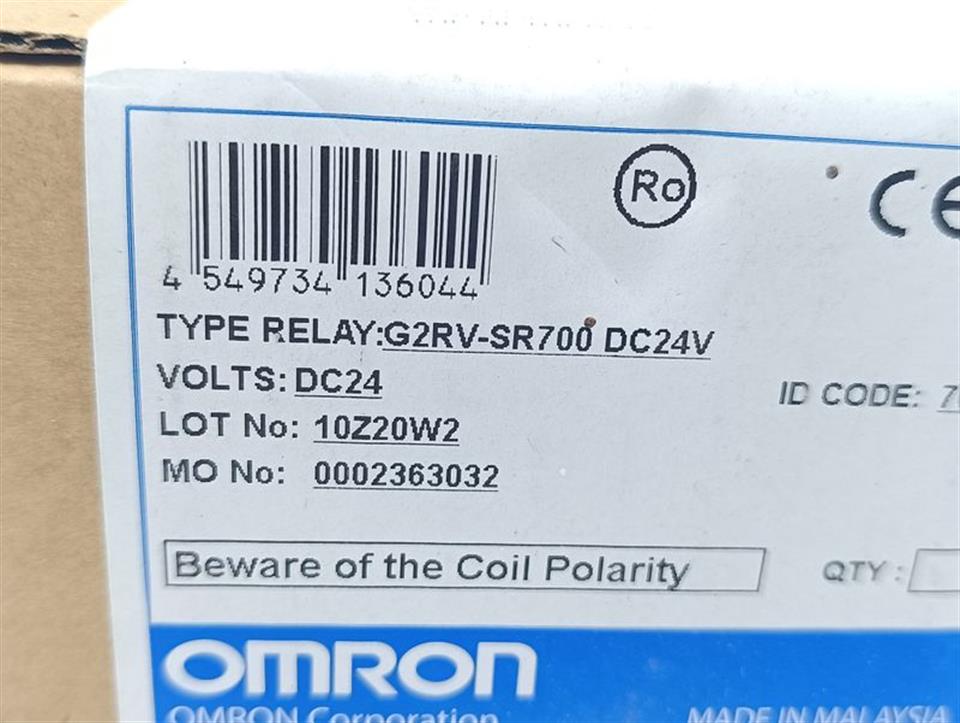 4 549734 136044
Ro
CE
TYPE RELAY:G2RV-SR700 DC24V
VOLTS: DC24
ID CODE:
LOT No: 10Z20W2
MO No: 0002363032
Beware of the Coil Polarity
QTY :
OMRON
OMRON Corporation
MADE IN MALAYSIA